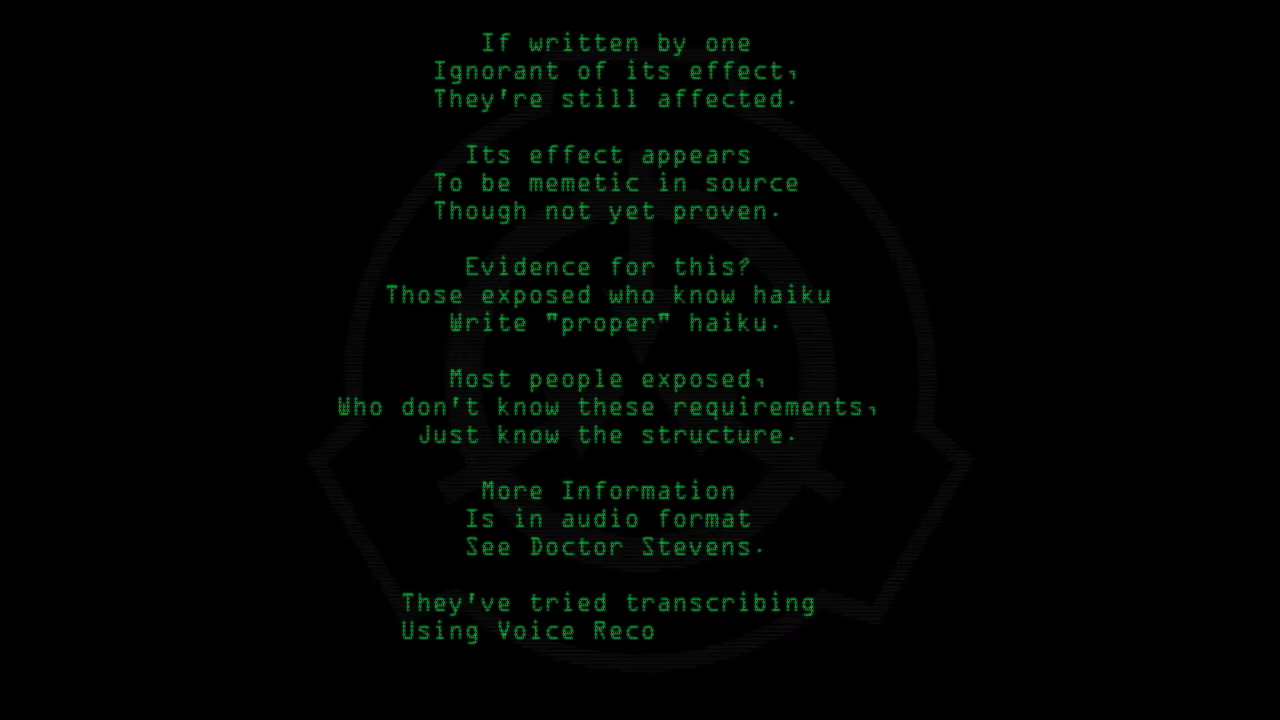 If written by one
Ignorant of its effect,
They're still affected.
Its effect appears
To be memetic in source
Though not yet proven.
Evidence for this?
Those exposed who know haiku
Write "proper" haiku.
Most people exposed,
Who don't know these requirements,
Just know the structure.
More Information
Is in audio format
See Doctor Stevens.
They've tried transcribing
Using Voice Reco